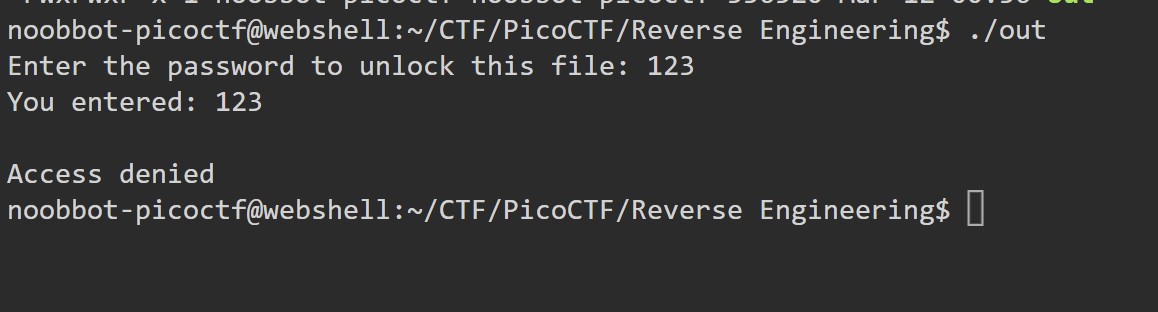 noobbot-picoctf@webshell:~/CTF/PicoCTF/Reverse Engineering$ ./out
Enter the password to unlock this file: 123
You entered: 123
Access denied
noobbot-picoctf@webshell:~/CTF/PicoCTF/Reverse Engineering$